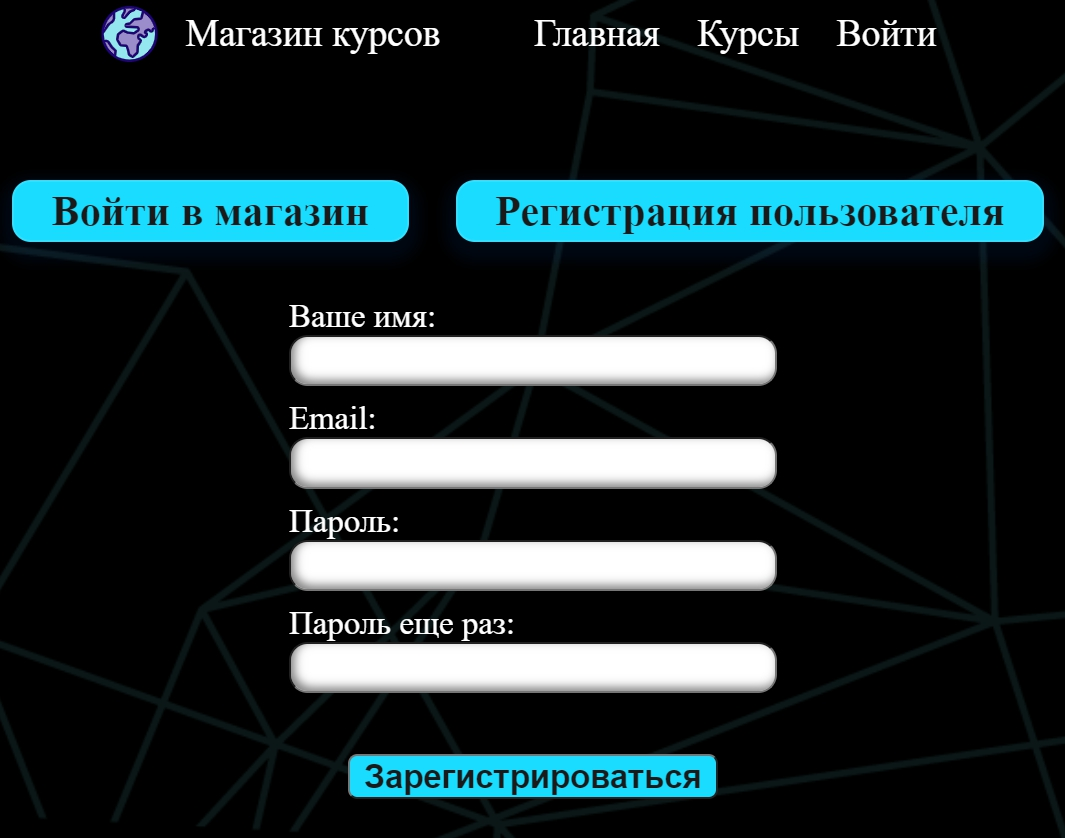 Магазин курсов Главная Курсы Войти
Войти в магазин Регистрация пользователя
Ваше имя:
Email:
Пароль:
Пароль еще раз:
Зарегистрироваться